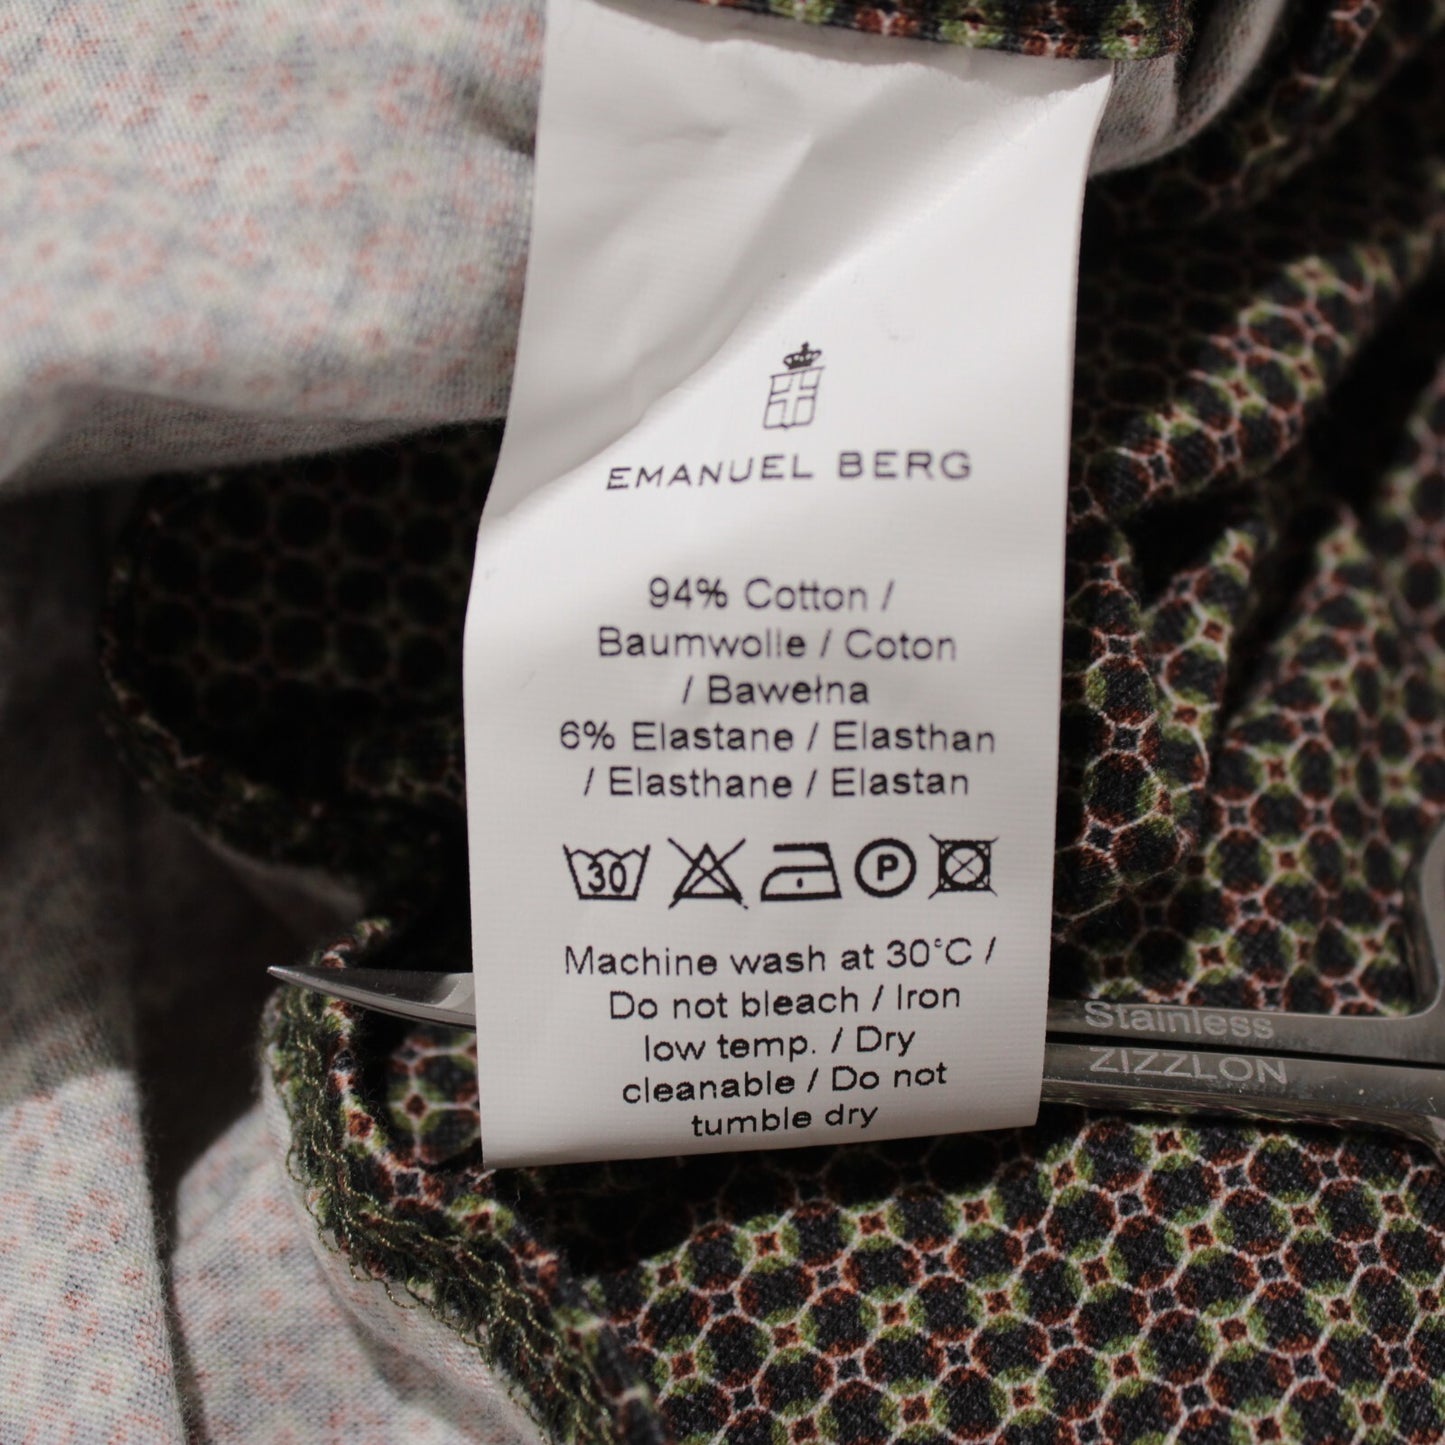 EMANUEL BERG
94% Cotton /
Baumwolle / Coton
/ Bawełna
6% Elastane / Elasthan
/ Elasthane / Elastan
30 P
Machine wash at 30°C /
Do not bleach / Iron
low temp. / Dry
cleanable / Do not
tumble dry
Stainless
ZIZZLON